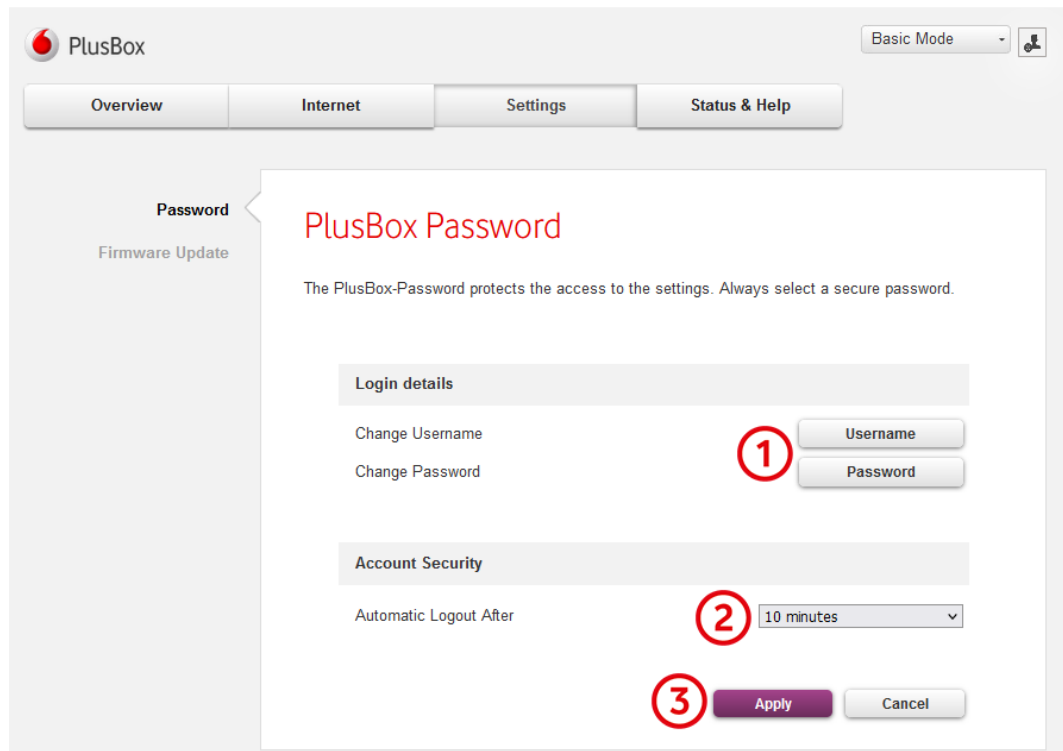 PlusBox
Basic Mode
Overview Internet Settings Status & Help
Password
Firmware Update
PlusBox Password
The PlusBox-Password protects the access to the settings. Always select a secure password.
Login details
Change Username Username
1
Change Password Password
Account Security
Automatic Logout After 2 10 minutes
3 Apply Cancel